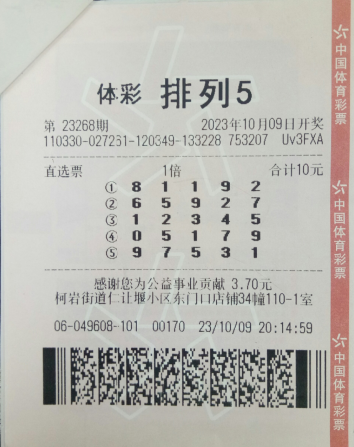 体彩 排列5
第 23268期 2023年10月09日开奖
110330-027261-120349-133228 753207 Uv3FXA
直选票 1倍 合计10元
① 8 1 1 9 2
② 6 5 9 2 7
③ 1 2 3 4 5
④ 0 5 1 7 9
⑤ 9 7 5 3 1
感谢您为公益事业贡献 3.70元
柯岩街道仁让堰小区东门口店铺34幢110-1室
06-049608-101 00170 23/10/09 20:14:59
中国体育彩票
中国体育彩票
中国体育彩票